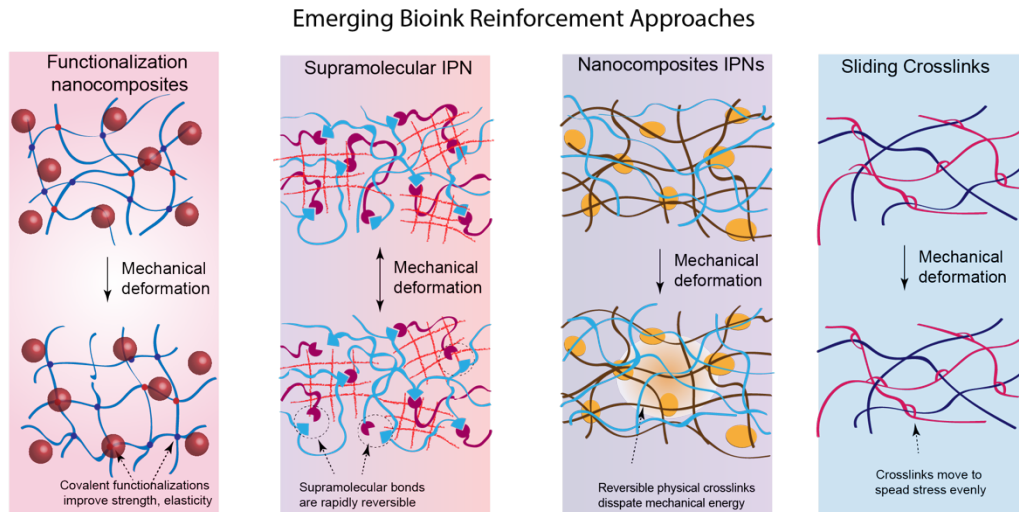 Emerging Bioink Reinforcement Approaches
Functionalization
nanocomposites
Mechanical
deformation
Covalent functionalizations
improve strength, elasticity
Supramolecular IPN
Mechanical
deformation
Supramolecular bonds
are rapidly reversible
Nanocomposites IPNs
Mechanical
deformation
Reversible physical crosslinks
disspate mechanical energy
Sliding Crosslinks
Mechanical
deformation
Crosslinks move to
spead stress evenly